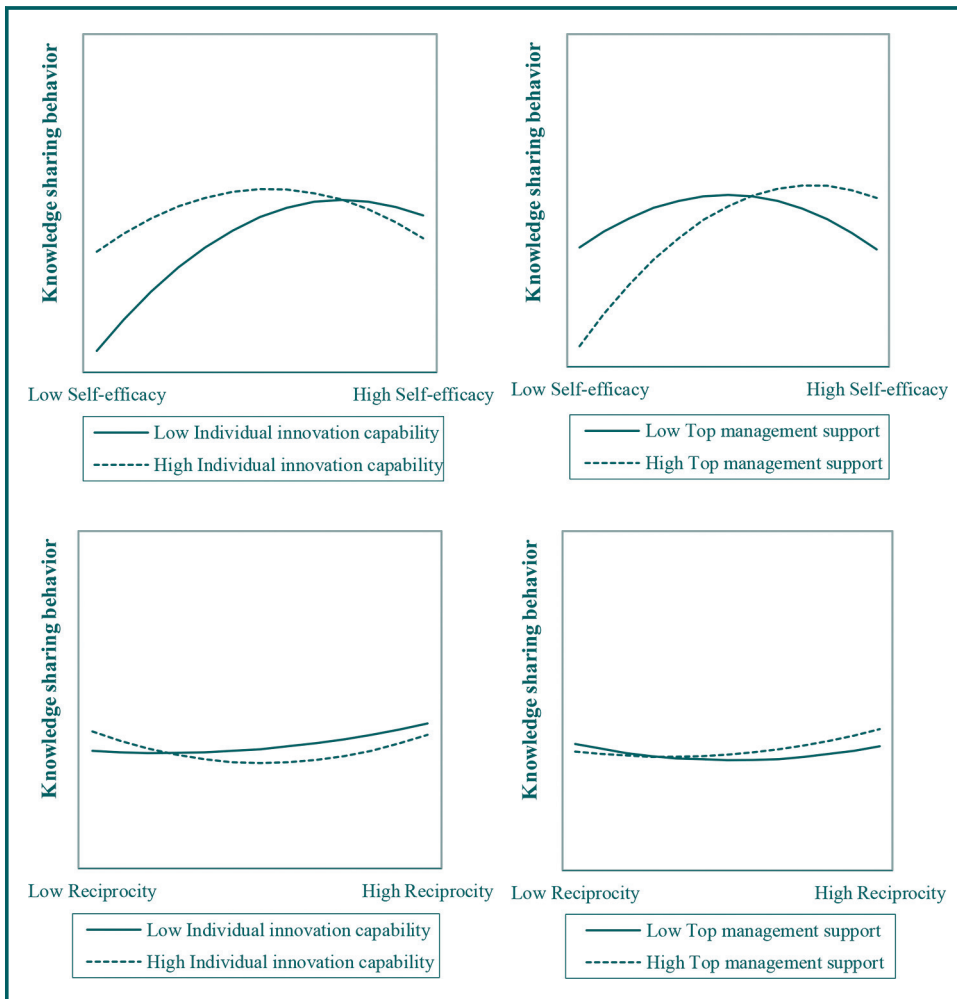 Knowledge sharing behavior
Low Self-efficacy
High Self-efficacy
Low Individual innovation capability
High Individual innovation capability
Knowledge sharing behavior
Low Self-efficacy
High Self-efficacy
Low Top management support
High Top management support
Knowledge sharing behavior
Low Reciprocity
High Reciprocity
Low Individual innovation capability
High Individual innovation capability
Knowledge sharing behavior
Low Reciprocity
High Reciprocity
Low Top management support
High Top management support